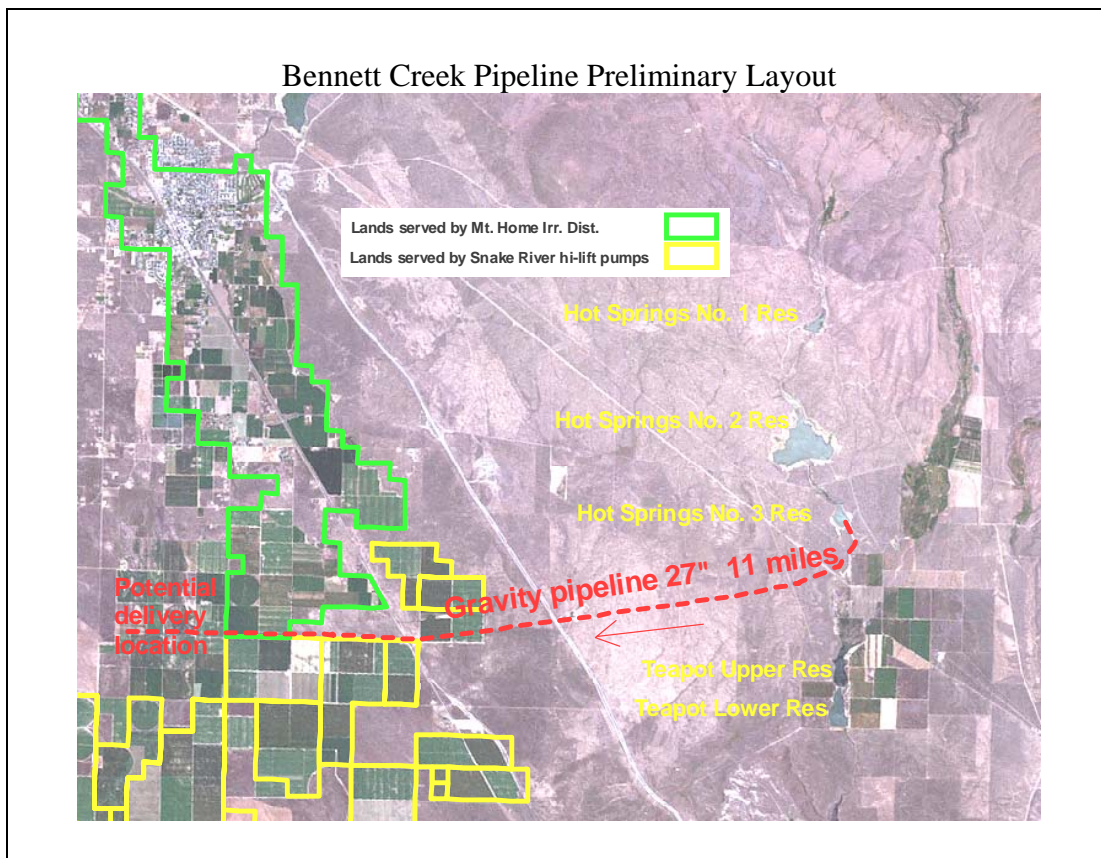 Bennett Creek Pipeline Preliminary Layout
Lands served by Mt. Home Irr. Dist.
Lands served by Snake River hi-lift pumps
Hot Springs No. 1 Res
Hot Springs No. 2 Res
Hot Springs No. 3 Res
Gravity pipeline 27" 11 miles
Potential
delivery
location
Teapot Upper Res
Teapot Lower Res